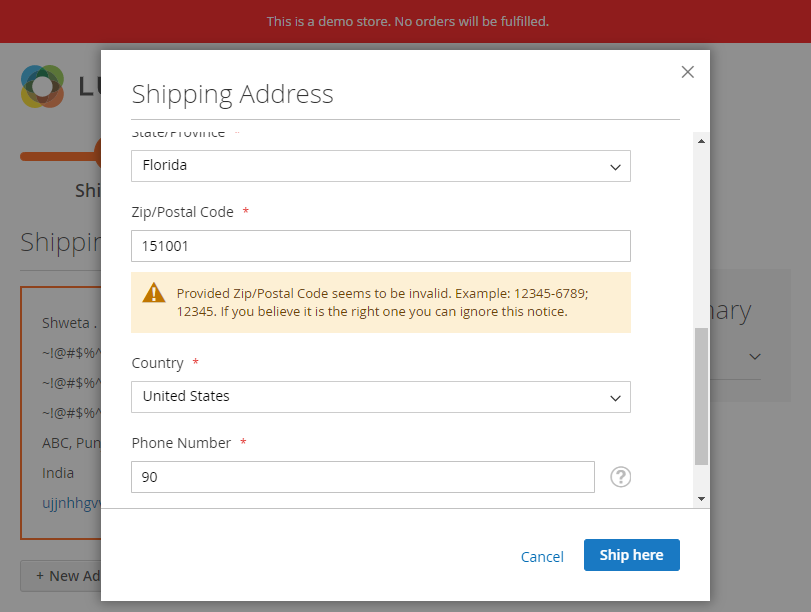 This is a demo store. No orders will be fulfilled.
LU
Shipping Address
State/Province
Florida
Zip/Postal Code *
151001
Provided Zip/Postal Code seems to be invalid. Example: 12345-6789;
12345. If you believe it is the right one you can ignore this notice.
Country *
United States
Phone Number *
90
?
Cancel
Ship here
Shi
Shippin
Shweta .
~!@#$%^
~!@#$%^
~!@#$%^
ABC, Pun
India
ujjnhhgv
+ New Ad
mary